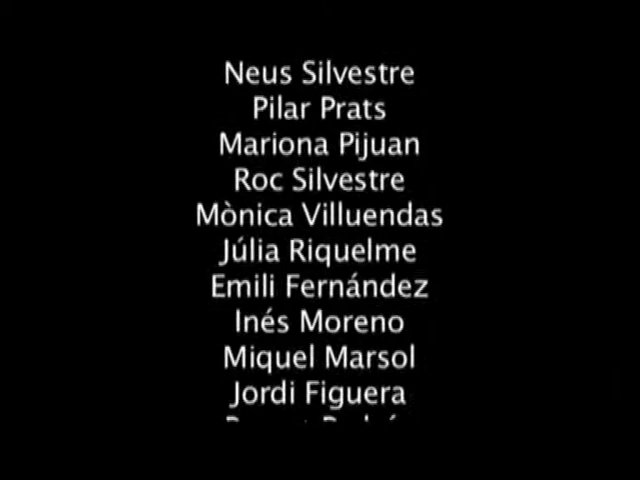 Neus Silvestre
Pilar Prats
Mariona Pijuan
Roc Silvestre
Mònica Villuendas
Júlia Riquelme
Emili Fernández
Inés Moreno
Miquel Marsol
Jordi Figuera